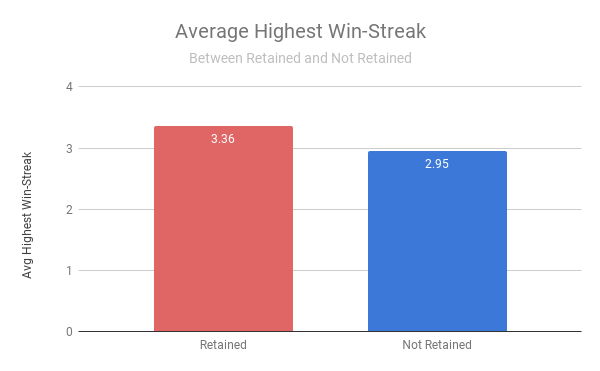 Average Highest Win-Streak
Between Retained and Not Retained
Avg Highest Win-Streak
4
3
2
1
0
3.36
2.95
Retained
Not Retained